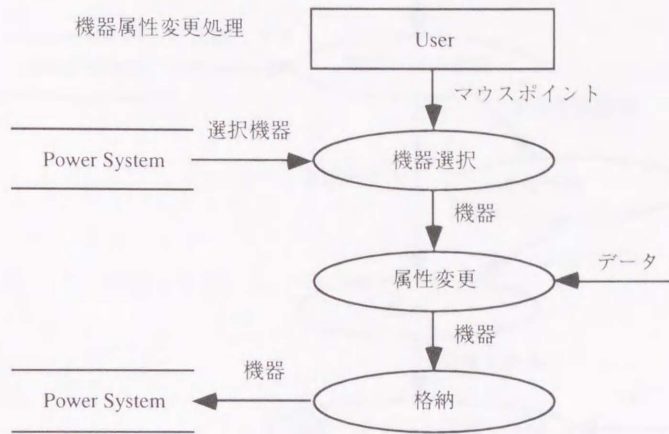 機器属性変更処理
User
マウスポイント
選択機器
Power System
機器選択
機器
データ
属性変更
機器
機器
Power System
格納